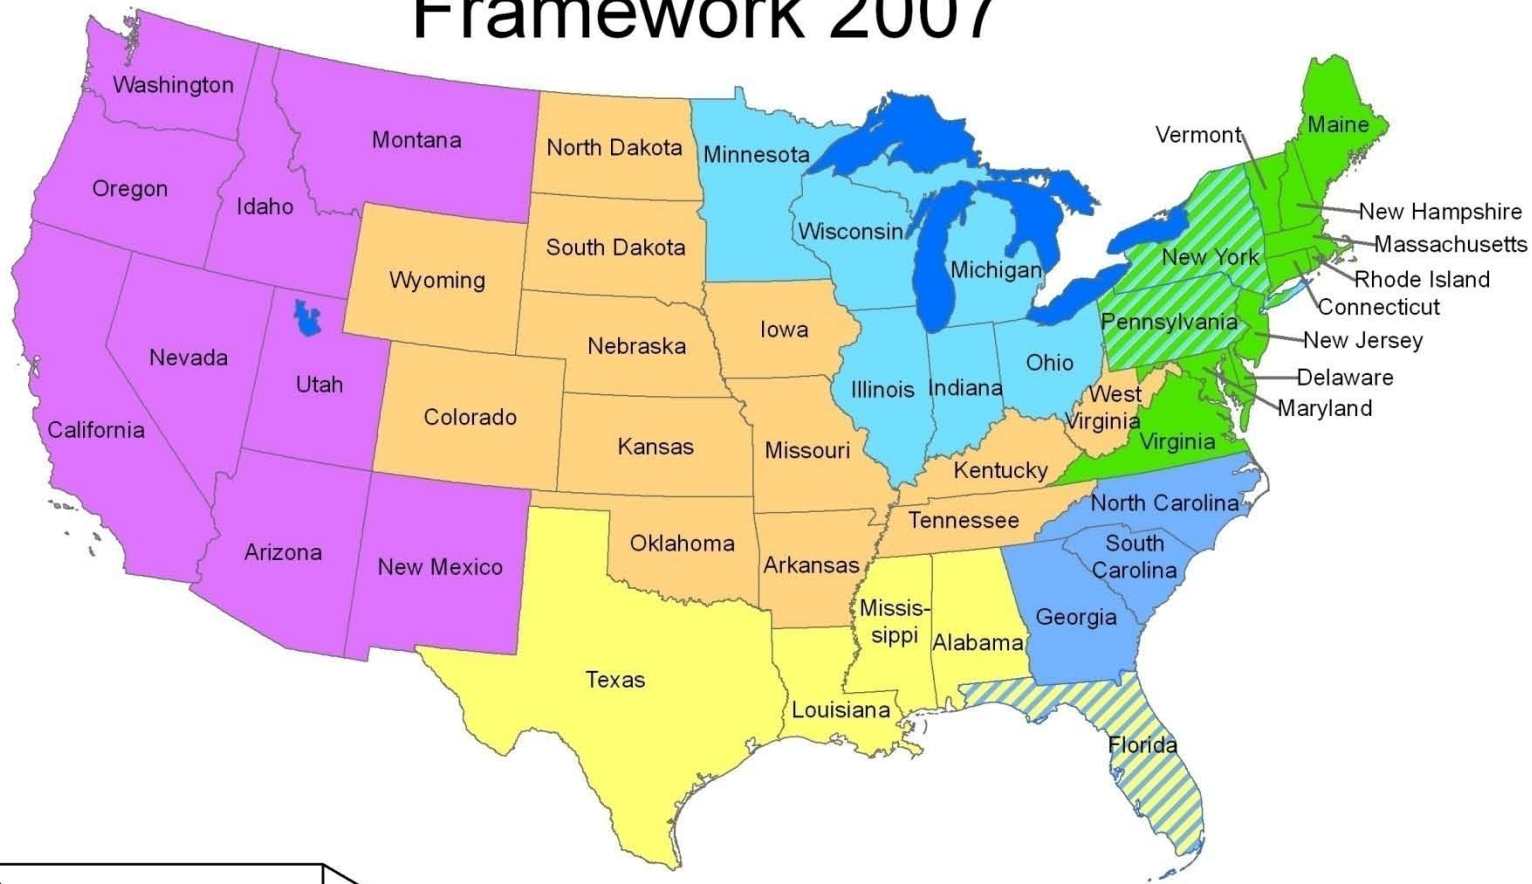 Framework 2007
Washington
Montana
North Dakota
Minnesota
Vermont
Maine
Oregon
Idaho
Wisconsin
New Hampshire
South Dakota
Massachusetts
Wyoming
Michigan
New York
Rhode Island
Connecticut
Iowa
Pennsylvania
New Jersey
Nebraska
Nevada
Utah
Ohio
Delaware
Illinois
Indiana
West
Virginia
Maryland
California
Colorado
Kansas
Missouri
Virginia
Kentucky
North Carolina
Tennessee
Arizona
New Mexico
Oklahoma
Arkansas
South
Carolina
Missis-
sippi
Alabama
Georgia
Texas
Louisiana
Florida